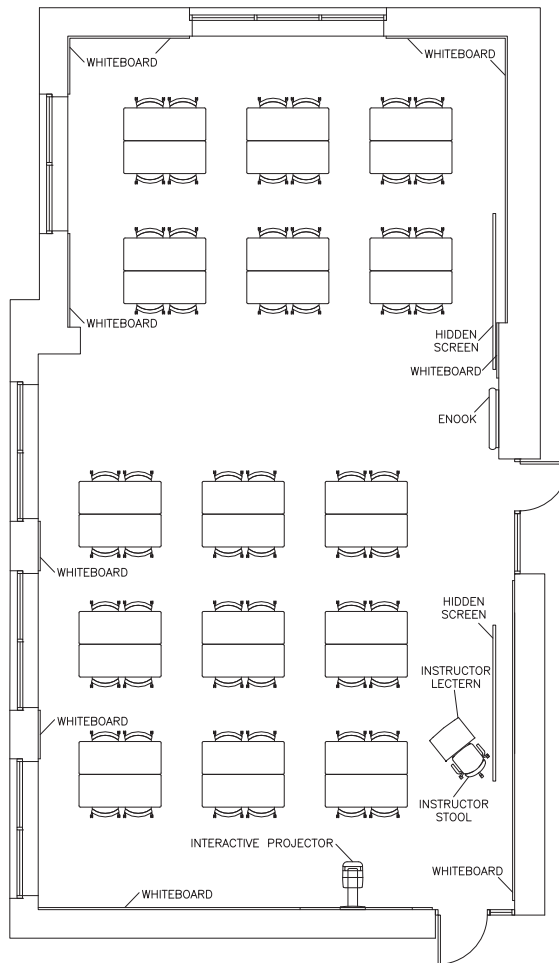 WHITEBOARD
WHITEBOARD
WHITEBOARD
HIDDEN
SCREEN
WHITEBOARD
ENOOK
WHITEBOARD
HIDDEN
SCREEN
INSTRUCTOR
LECTERN
WHITEBOARD
INSTRUCTOR
STOOL
INTERACTIVE PROJECTOR
WHITEBOARD
WHITEBOARD